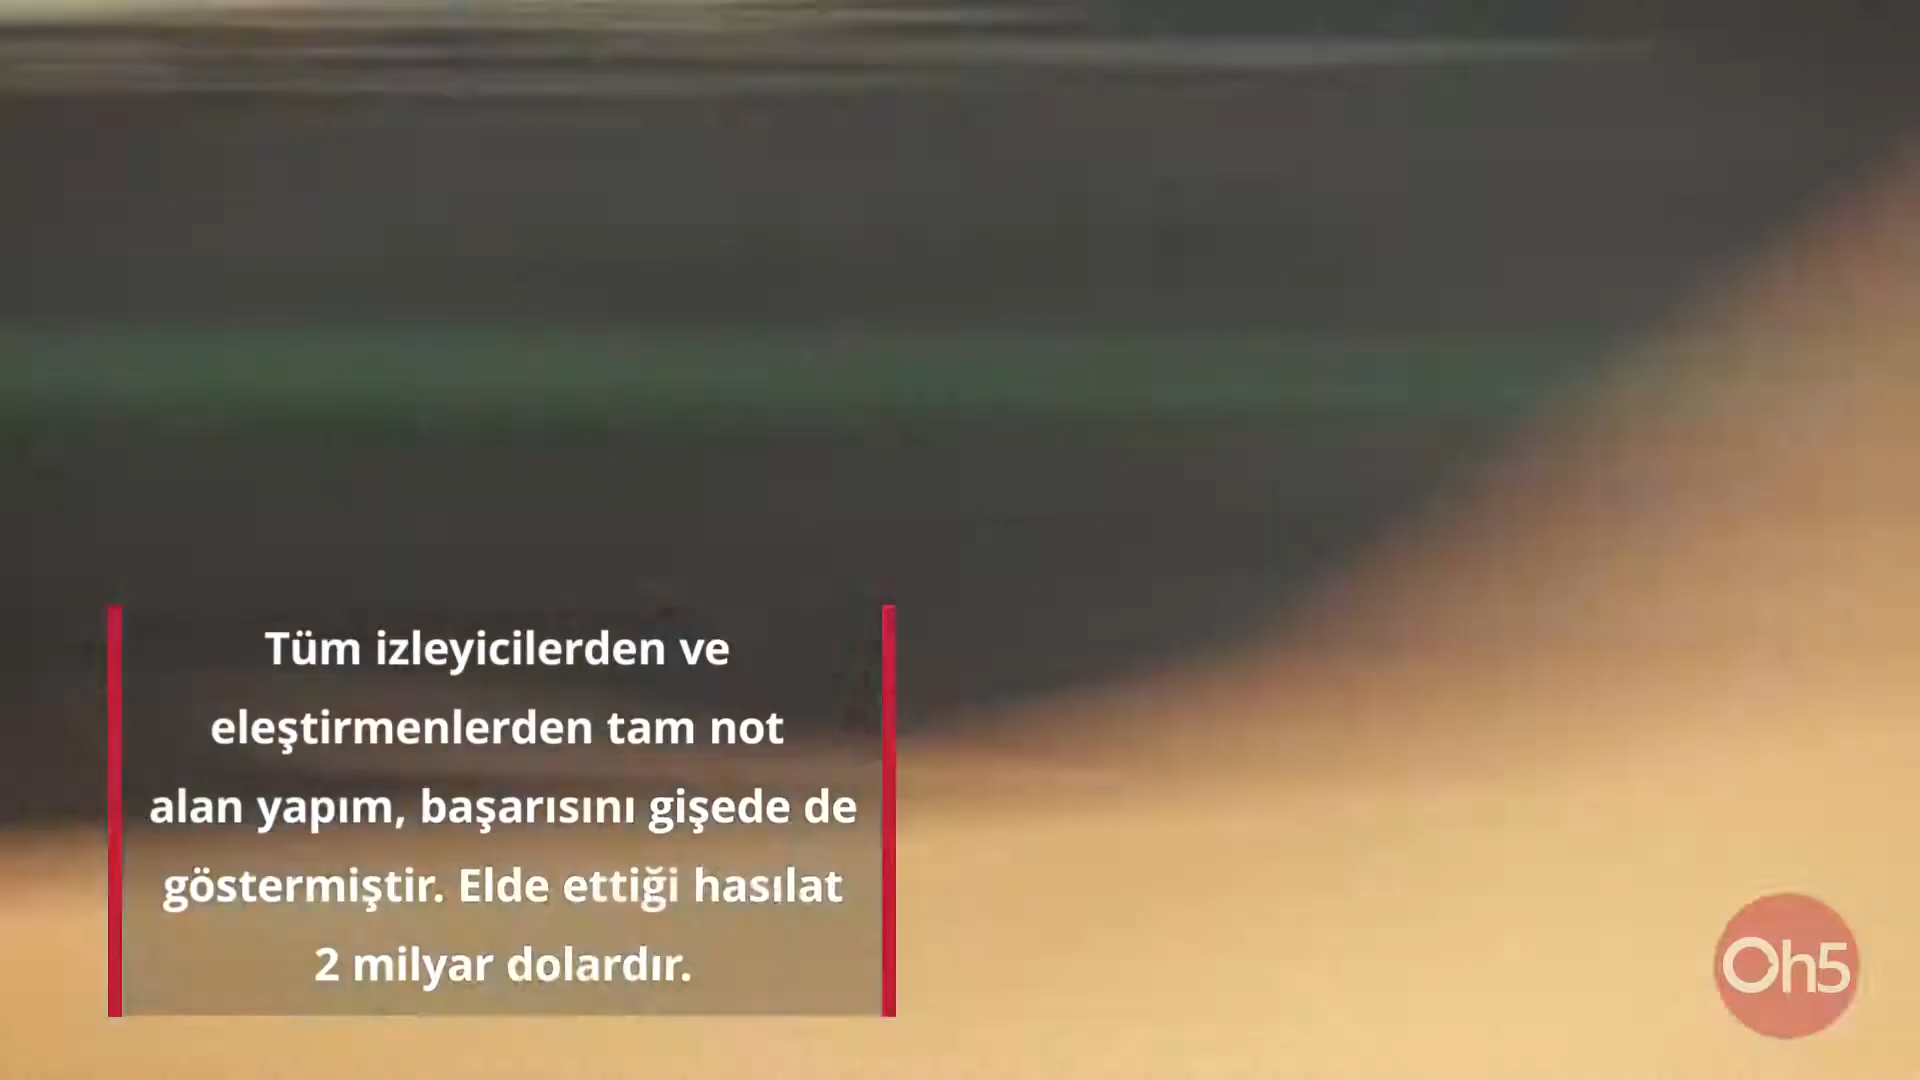 Tüm izleyicilerden ve
eleştirmenlerden tam not
alan yapım, başarısını gişede de
göstermiştir. Elde ettiği hasılat
2 milyar dolardır.
Oh5